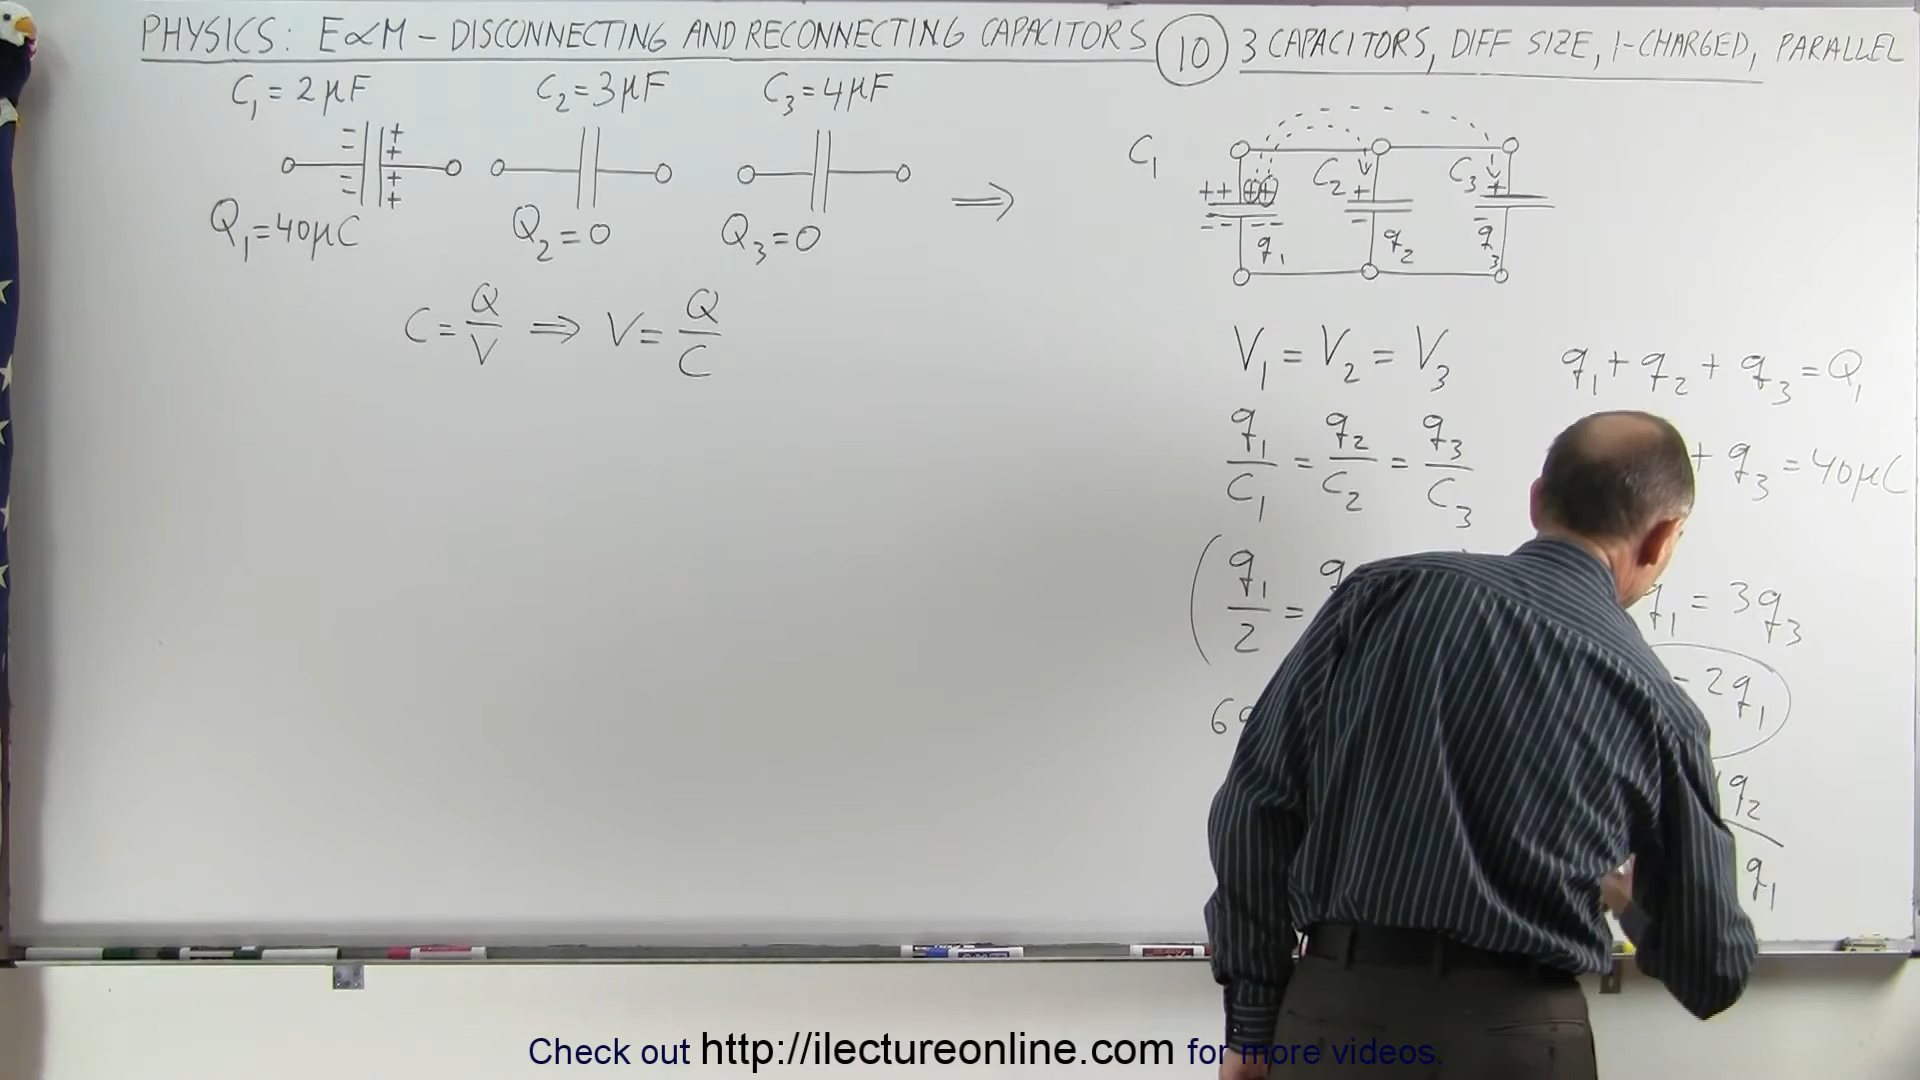 PHYSICS: E∝M - DISCONNECTING AND RECONNECTING CAPACITORS (10) 3 CAPACITORS, DIFF SIZE, 1-CHARGED, PARALLEL
C₁ = 2μF C₂ = 3μF C₃ = 4μF
Q₁ = 40μC Q₂ = 0 Q₃ = 0
C = Q/V ⇒ V = Q/C
⇒
C₁ C₂ C₃
q₁ q₂ q₃
V₁ = V₂ = V₃
q₁/C₁ = q₂/C₂ = q₃/C₃
q₁ + q₂ + q₃ = Q₁
+ q₃ = 40μC
(q₁/2 =
q₁ = 3q₃
2q₁
6
q₂
q₁
Check out http://ilectureonline.com for more videos.